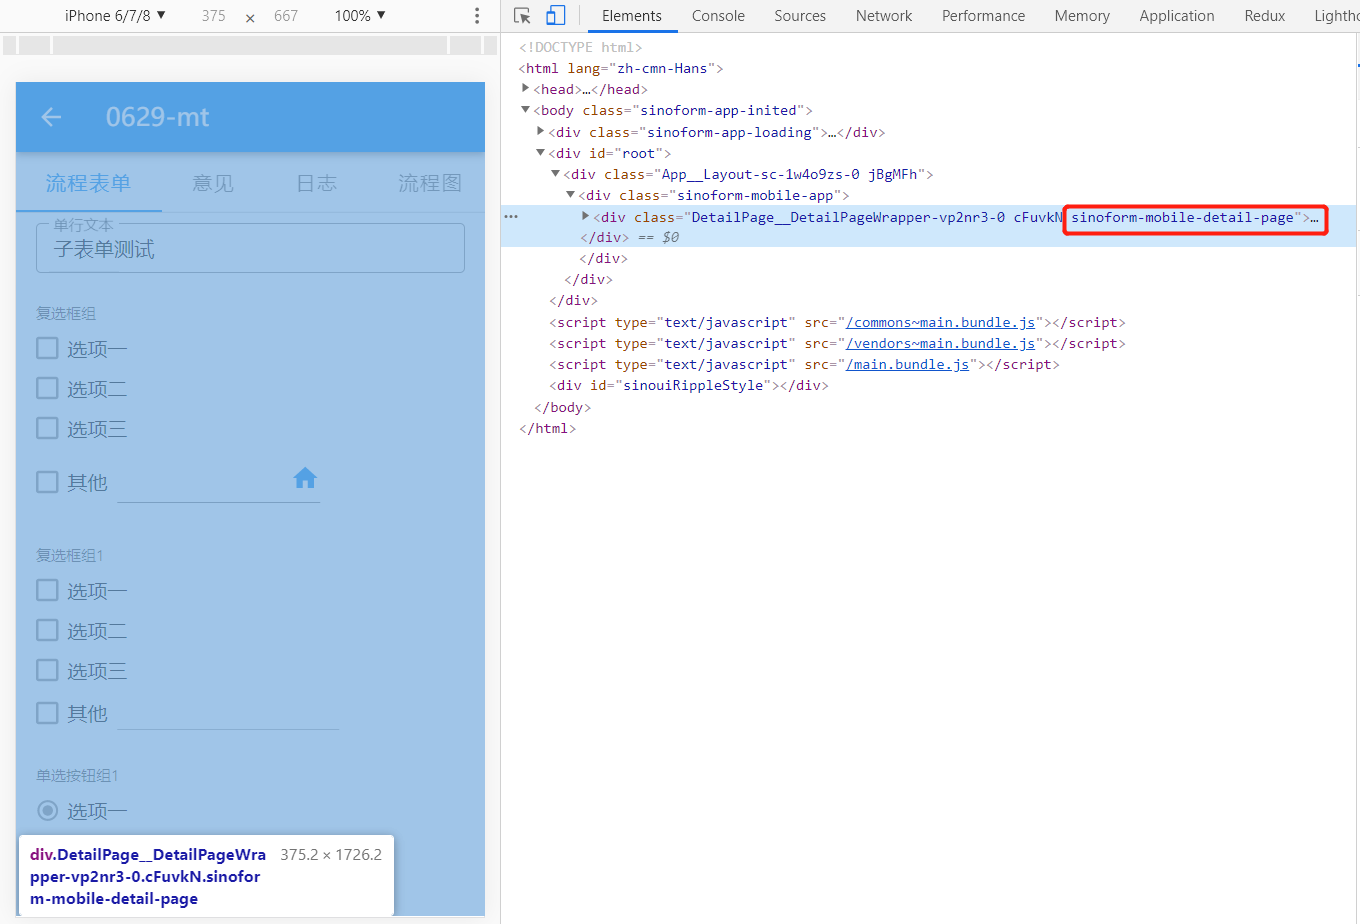 iPhone 6/7/8 ▼ 375 × 667 100% ▼
Elements Console Sources Network Performance Memory Application Redux Lightho
0629-mt
流程表单 意见 日志 流程图
单行文本
子表单测试
复选框组
选项一
选项二
选项三
其他
复选框组1
选项一
选项二
选项三
其他
单选按钮组1
选项一
div.DetailPage__DetailPageWra 375.2 × 1726.2
pper-vp2nr3-0.cFuvkN.sinofor
m-mobile-detail-page
<!DOCTYPE html>
<html lang="zh-cmn-Hans">
<head>…</head>
<body class="sinoform-app-inited">
<div class="sinoform-app-loading">…</div>
<div id="root">
<div class="App__Layout-sc-1w4o9zs-0 jBgMFh">
<div class="sinoform-mobile-app">
<div class="DetailPage__DetailPageWrapper-vp2nr3-0 cFuvkN sinoform-mobile-detail-page">…
</div> == $0
</div>
</div>
</div>
<script type="text/javascript" src="/commons~main.bundle.js"></script>
<script type="text/javascript" src="/vendors~main.bundle.js"></script>
<script type="text/javascript" src="/main.bundle.js"></script>
<div id="sinouiRippleStyle"></div>
</body>
</html>